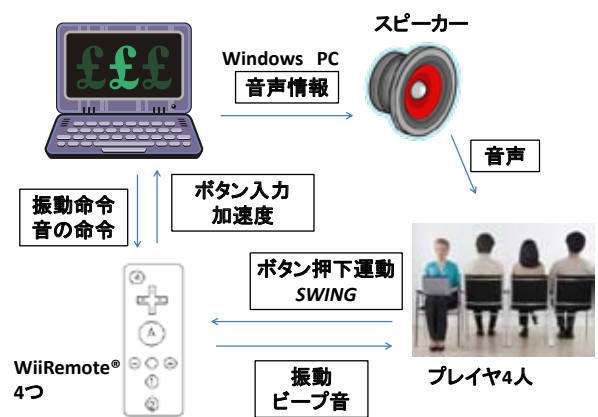 £££
スピーカー
Windows PC
音声情報
音声
振動命令
音の命令
ボタン入力
加速度
ボタン押下運動
SWING
A
WiiRemote®
4つ
振動
ビープ音
プレイヤ4人